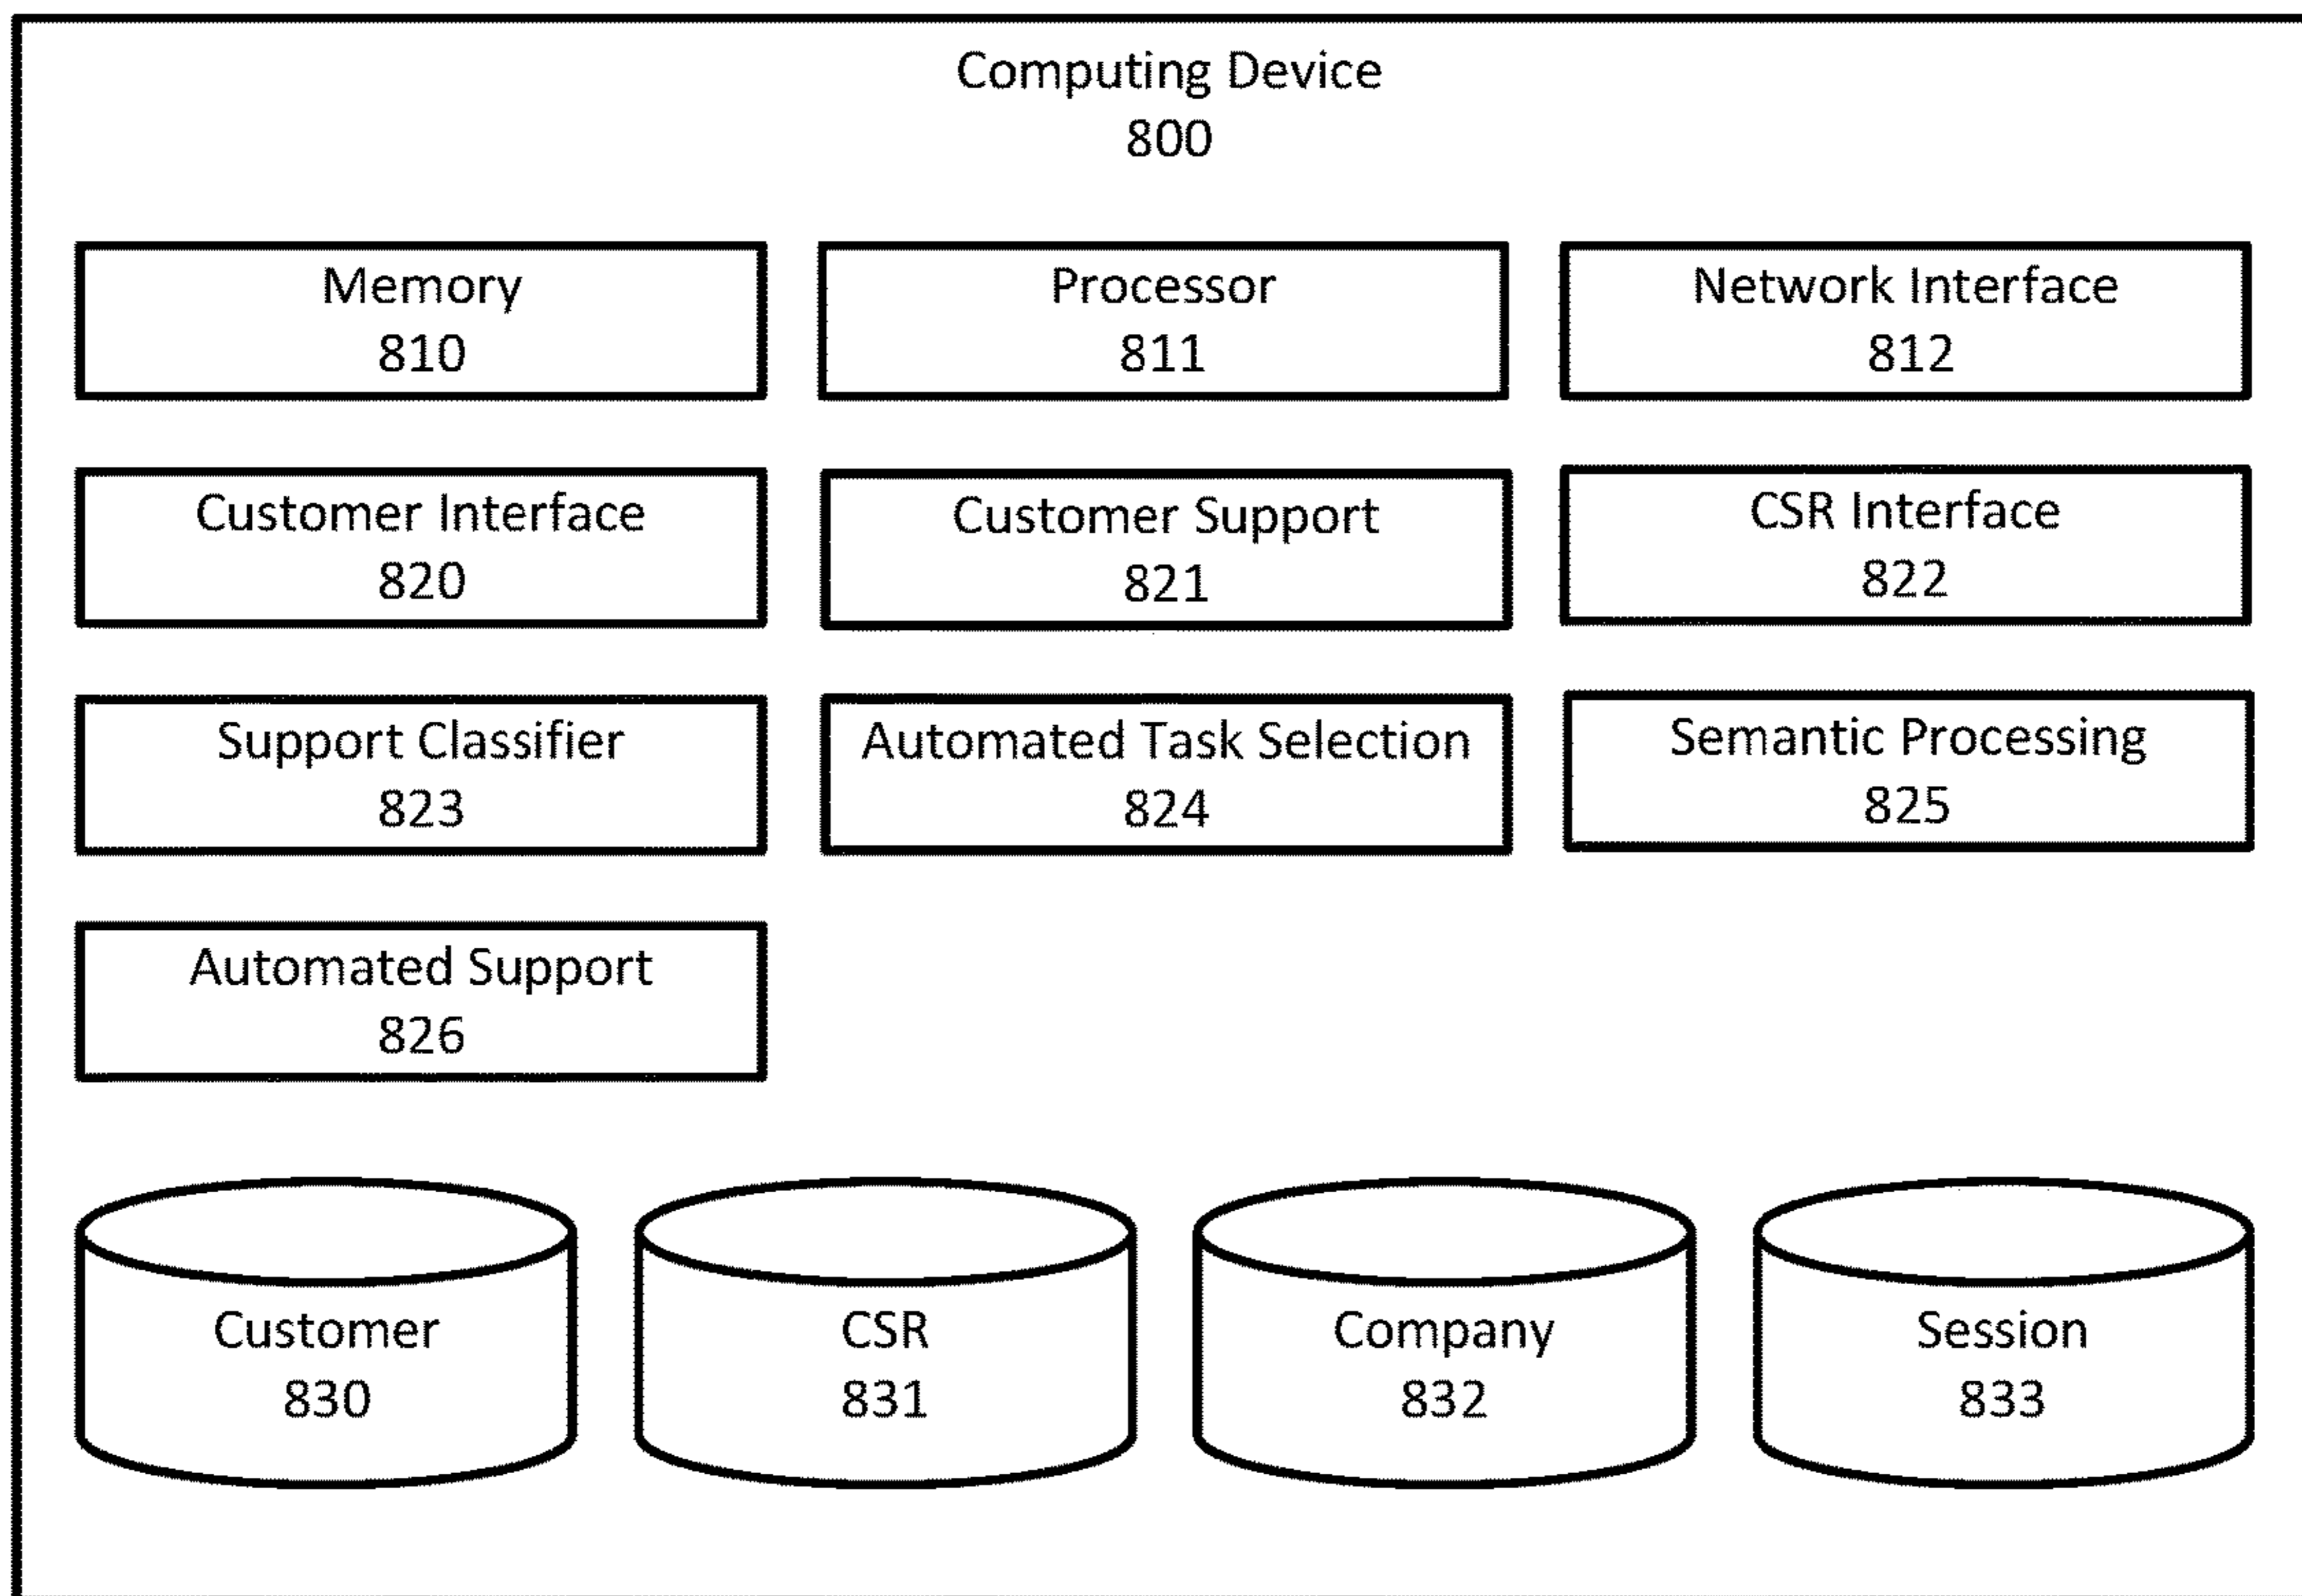 Computing Device
800
Memory
810
Processor
811
Network Interface
812
Customer Interface
820
Customer Support
821
CSR Interface
822
Support Classifier
823
Automated Task Selection
824
Semantic Processing
825
Automated Support
826
Customer
830
CSR
831
Company
832
Session
833